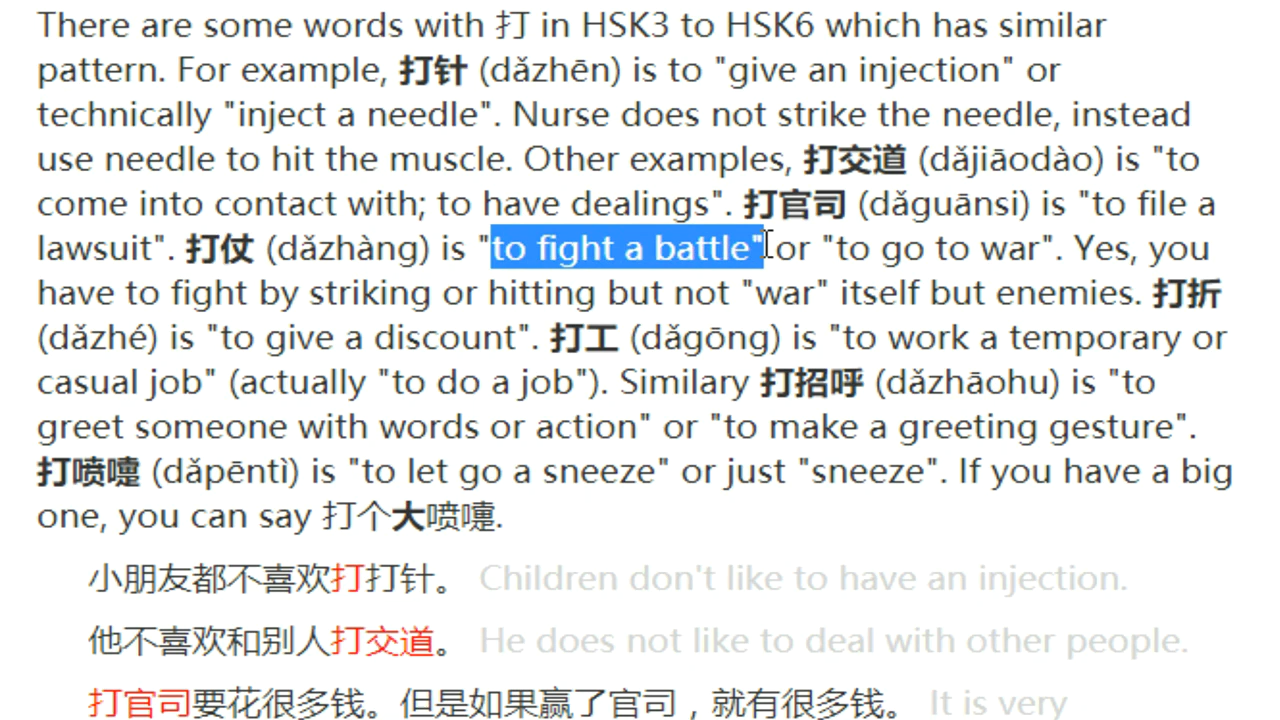 There are some words with 打 in HSK3 to HSK6 which has similar
pattern. For example, 打针 (dǎzhēn) is to "give an injection" or
technically "inject a needle". Nurse does not strike the needle, instead
use needle to hit the muscle. Other examples, 打交道 (dǎjiāodào) is "to
come into contact with; to have dealings". 打官司 (dǎguānsi) is "to file a
lawsuit". 打仗 (dǎzhàng) is "to fight a battle" or "to go to war". Yes, you
have to fight by striking or hitting but not "war" itself but enemies. 打折
(dǎzhé) is "to give a discount". 打工 (dǎgōng) is "to work a temporary or
casual job" (actually "to do a job"). Similary 打招呼 (dǎzhāohu) is "to
greet someone with words or action" or "to make a greeting gesture".
打喷嚏 (dǎpēntì) is "to let go a sneeze" or just "sneeze". If you have a big
one, you can say 打个大喷嚏.
小朋友都不喜欢打打针。 Children don't like to have an injection.
他不喜欢和别人打交道。 He does not like to deal with other people.
打官司要花很多钱。但是如果赢了官司，就有很多钱。 It is very